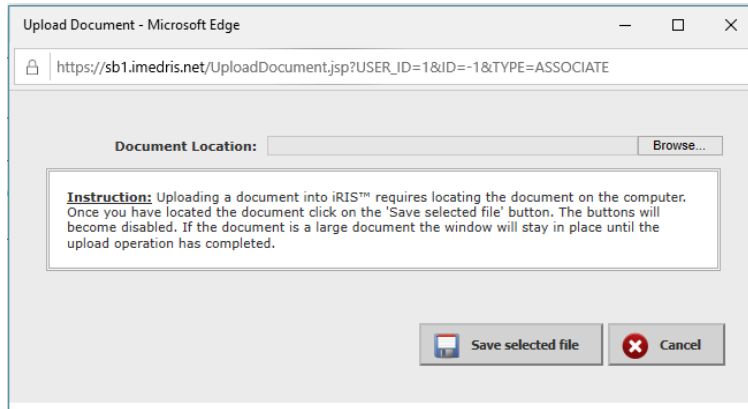 Upload Document - Microsoft Edge
https://sb1.imedris.net/UploadDocument.jsp?USER_ID=1&ID=-1&TYPE=ASSOCIATE
Document Location: Browse...
Instruction: Uploading a document into iRIS™ requires locating the document on the computer.
Once you have located the document click on the 'Save selected file' button. The buttons will
become disabled. If the document is a large document the window will stay in place until the
upload operation has completed.
Save selected file Cancel